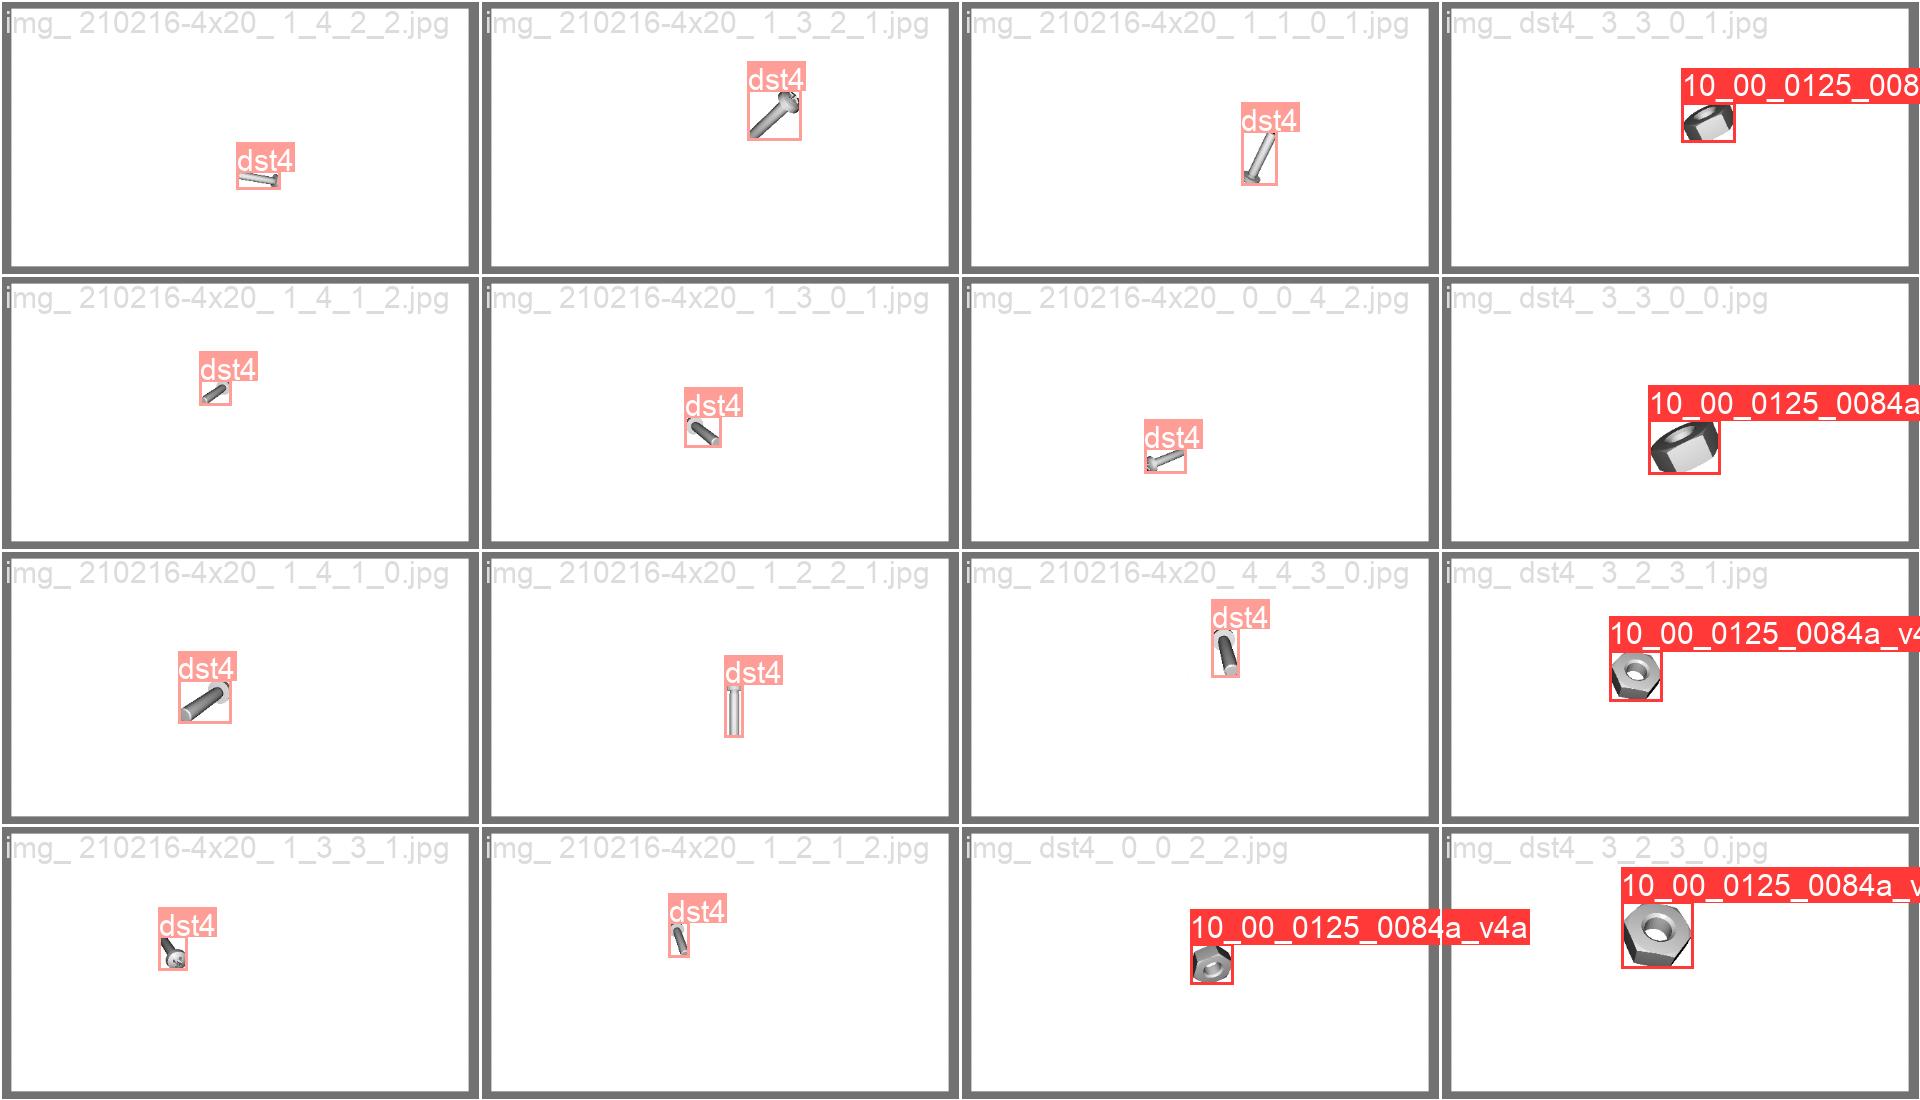 img_ 210216-4x20_ 1_4_2_2.jpg
dst4
img_ 210216-4x20_ 1_3_2_1.jpg
dst4
img_ 210216-4x20_ 1_1_0_1.jpg
dst4
img_ dst4_ 3_3_0_1.jpg
10_00_0125_008
img_ 210216-4x20_ 1_4_1_2.jpg
dst4
img_ 210216-4x20_ 1_3_0_1.jpg
dst4
img_ 210216-4x20_ 0_0_4_2.jpg
dst4
img_ dst4_ 3_3_0_0.jpg
10_00_0125_0084a
img_ 210216-4x20_ 1_4_1_0.jpg
dst4
img_ 210216-4x20_ 1_2_2_1.jpg
dst4
img_ 210216-4x20_ 4_4_3_0.jpg
dst4
img_ dst4_ 3_2_3_1.jpg
10_00_0125_0084a_v4
img_ 210216-4x20_ 1_3_3_1.jpg
dst4
img_ 210216-4x20_ 1_2_1_2.jpg
dst4
img_ dst4_ 0_0_2_2.jpg
10_00_0125_0084a_v4a
img_ dst4_ 3_2_3_0.jpg
10_00_0125_0084a_v